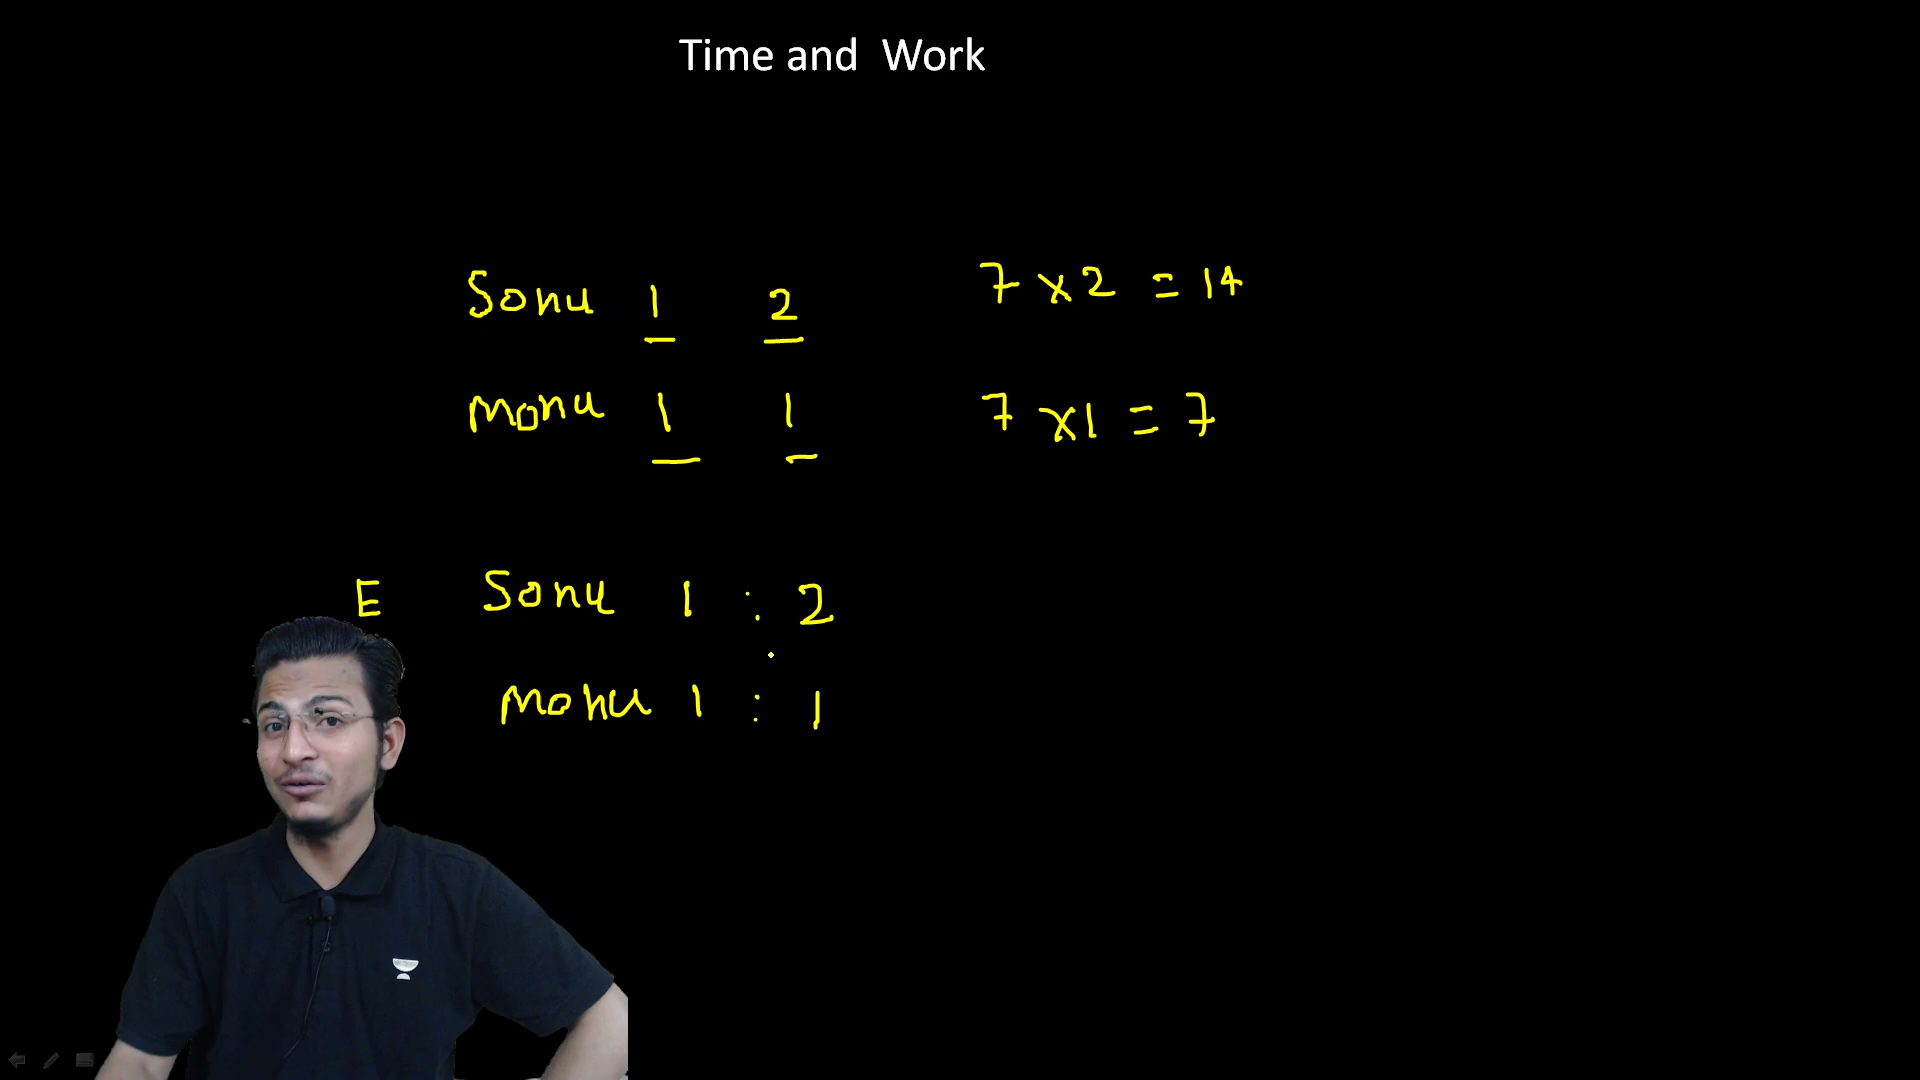 Time and Work
Sonu 1 2 7 x 2 = 14
monu 1 1 7 x 1 = 7
E Sonu 1 : 2
monu 1 : 1